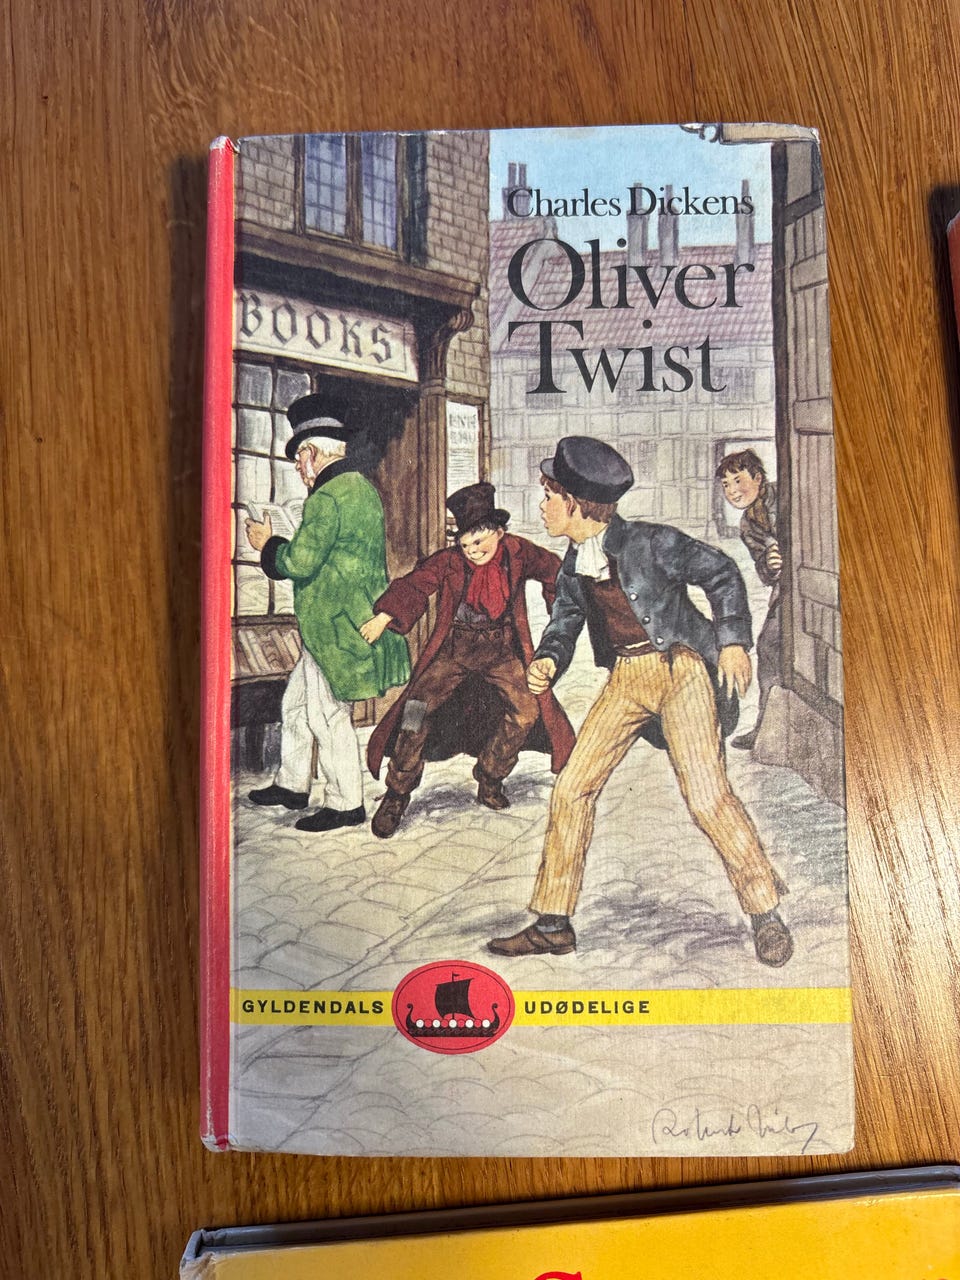 Charles Dickens
Oliver
Twist
BOOKS
GYLDENDALS UDØDELIGE